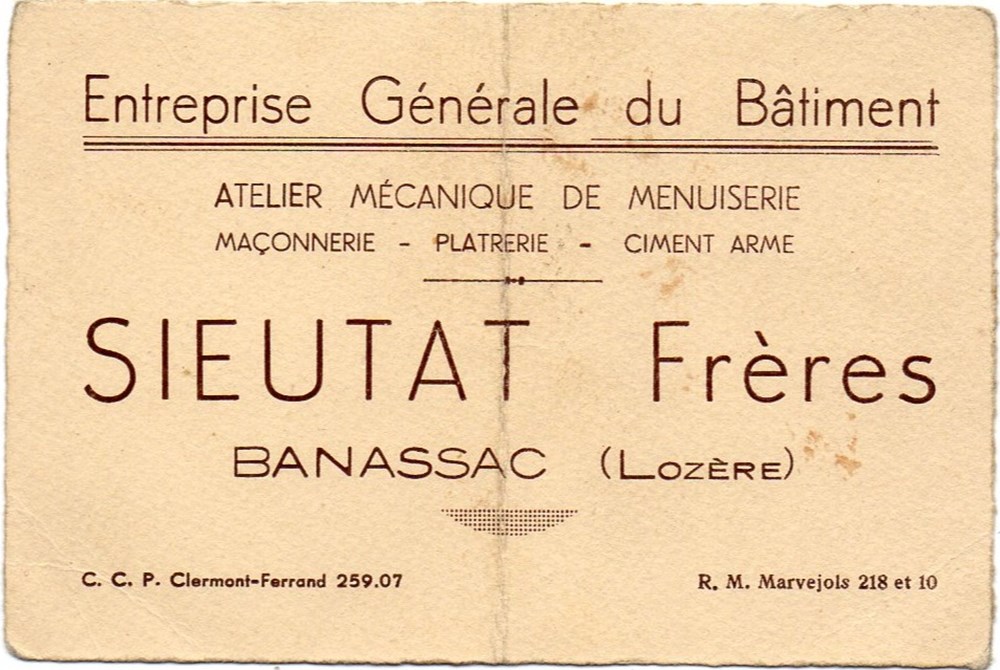 Entreprise Générale du Bâtiment
ATELIER MÉCANIQUE DE MENUISERIE
MAÇONNERIE - PLATRERIE - CIMENT ARME
SIEUTAT Frères
BANASSAC (LOZÈRE)
C. C. P. Clermont-Ferrand 259.07
R. M. Marvejols 218 et 10